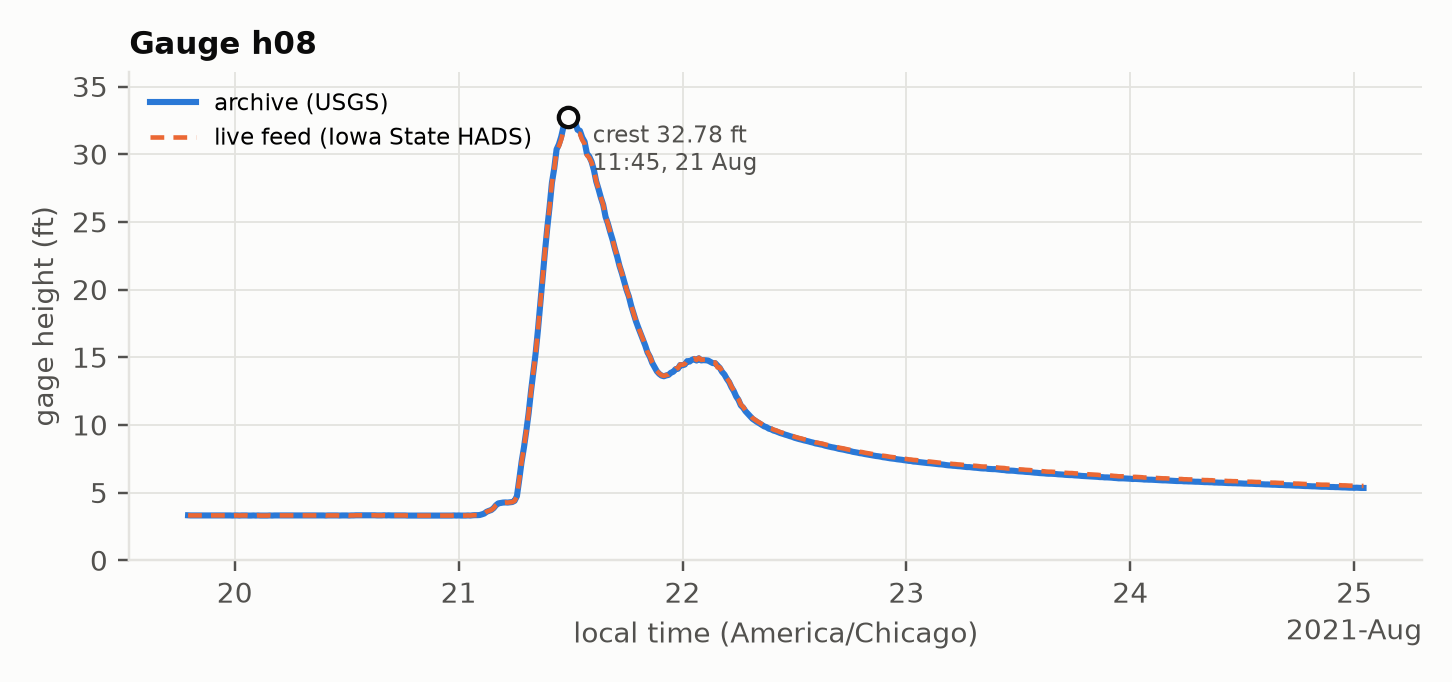 Gauge h08
archive (USGS)
live feed (Iowa State HADS)
crest 32.78 ft
11:45, 21 Aug
gage height (ft)
35
30
25
20
15
10
5
0
20 21 22 23 24 25
local time (America/Chicago)
2021-Aug